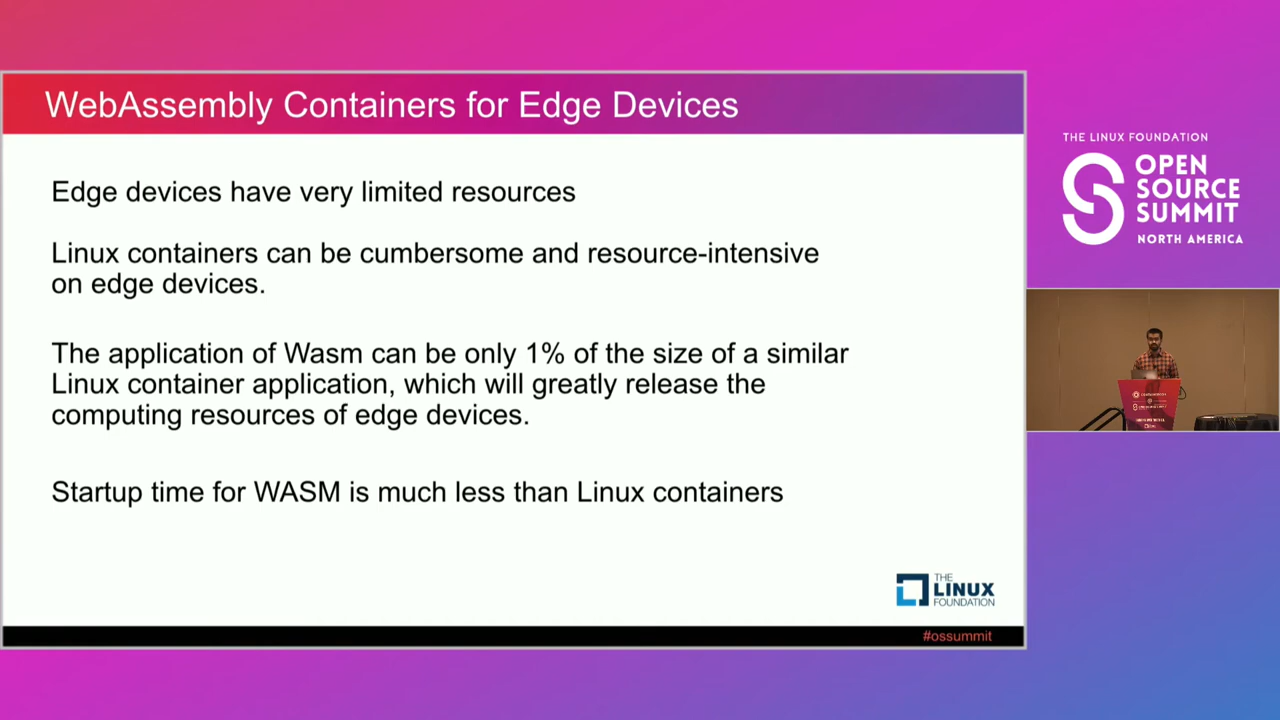 WebAssembly Containers for Edge Devices
Edge devices have very limited resources
Linux containers can be cumbersome and resource-intensive
on edge devices.
The application of Wasm can be only 1% of the size of a similar
Linux container application, which will greatly release the
computing resources of edge devices.
Startup time for WASM is much less than Linux containers
THE
LINUX
FOUNDATION
#ossummit
THE LINUX FOUNDATION
OPEN
SOURCE
SUMMIT
NORTH AMERICA